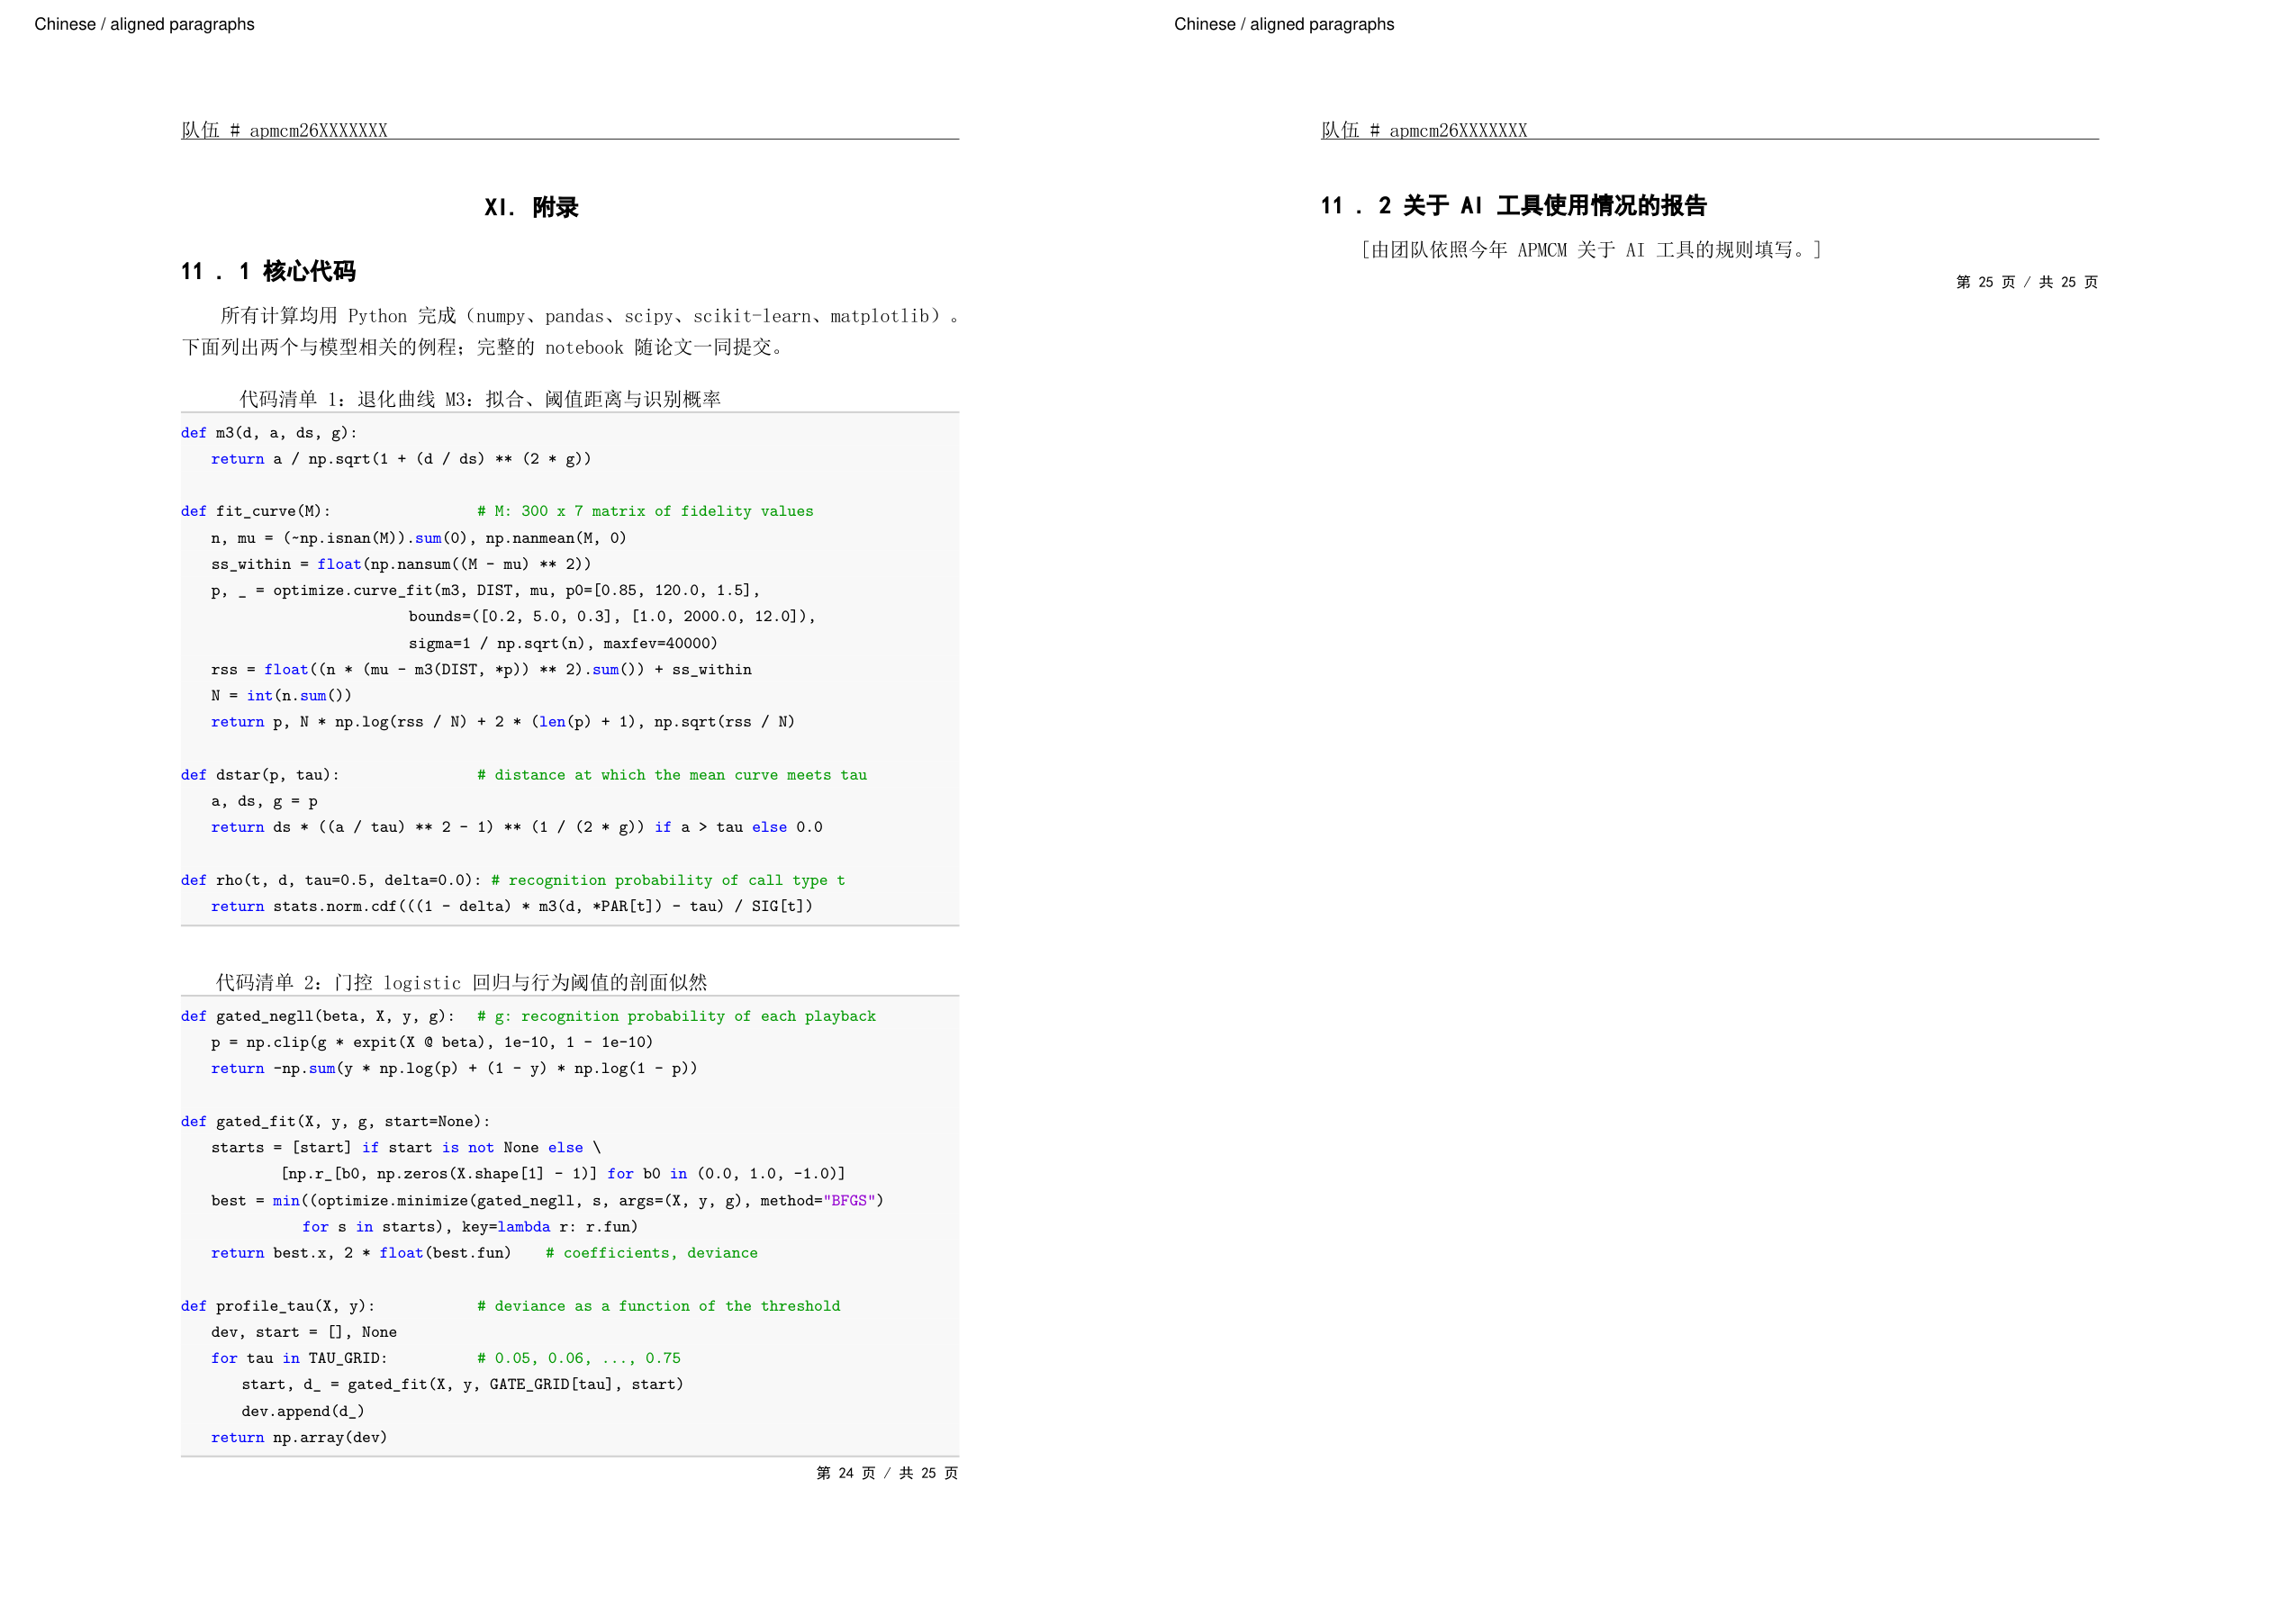 Chinese / aligned paragraphs
队伍 # apmcm26XXXXXXX
XI. 附录
11 . 1 核心代码
所有计算均用 Python 完成（numpy、pandas、scipy、scikit-learn、matplotlib）。
下面列出两个与模型相关的例程；完整的 notebook 随论文一同提交。
代码清单 1：退化曲线 M3：拟合、阈值距离与识别概率
def m3(d, a, ds, g):
    return a / np.sqrt(1 + (d / ds) ** (2 * g))
def fit_curve(M):                # M: 300 x 7 matrix of fidelity values
    n, mu = (~np.isnan(M)).sum(0), np.nanmean(M, 0)
    ss_within = float(np.nansum((M - mu) ** 2))
    p, _ = optimize.curve_fit(m3, DIST, mu, p0=[0.85, 120.0, 1.5],
                              bounds=([0.2, 5.0, 0.3], [1.0, 2000.0, 12.0]),
                              sigma=1 / np.sqrt(n), maxfev=40000)
    rss = float((n * (mu - m3(DIST, *p)) ** 2).sum()) + ss_within
    N = int(n.sum())
    return p, N * np.log(rss / N) + 2 * (len(p) + 1), np.sqrt(rss / N)
def dstar(p, tau):               # distance at which the mean curve meets tau
    a, ds, g = p
    return ds * ((a / tau) ** 2 - 1) ** (1 / (2 * g)) if a > tau else 0.0
def rho(t, d, tau=0.5, delta=0.0): # recognition probability of call type t
    return stats.norm.cdf(((1 - delta) * m3(d, *PAR[t]) - tau) / SIG[t])
代码清单 2：门控 logistic 回归与行为阈值的剖面似然
def gated_negll(beta, X, y, g):  # g: recognition probability of each playback
    p = np.clip(g * expit(X @ beta), 1e-10, 1 - 1e-10)
    return -np.sum(y * np.log(p) + (1 - y) * np.log(1 - p))
def gated_fit(X, y, g, start=None):
    starts = [start] if start is not None else \
             [np.r_[b0, np.zeros(X.shape[1] - 1)] for b0 in (0.0, 1.0, -1.0)]
    best = min((optimize.minimize(gated_negll, s, args=(X, y, g), method="BFGS")
                for s in starts), key=lambda r: r.fun)
    return best.x, 2 * float(best.fun)    # coefficients, deviance
def profile_tau(X, y):           # deviance as a function of the threshold
    dev, start = [], None
    for tau in TAU_GRID:         # 0.05, 0.06, ..., 0.75
        start, d_ = gated_fit(X, y, GATE_GRID[tau], start)
        dev.append(d_)
    return np.array(dev)
第 24 页 / 共 25 页
Chinese / aligned paragraphs
队伍 # apmcm26XXXXXXX
11 . 2 关于 AI 工具使用情况的报告
[由团队依照今年 APMCM 关于 AI 工具的规则填写。]
第 25 页 / 共 25 页